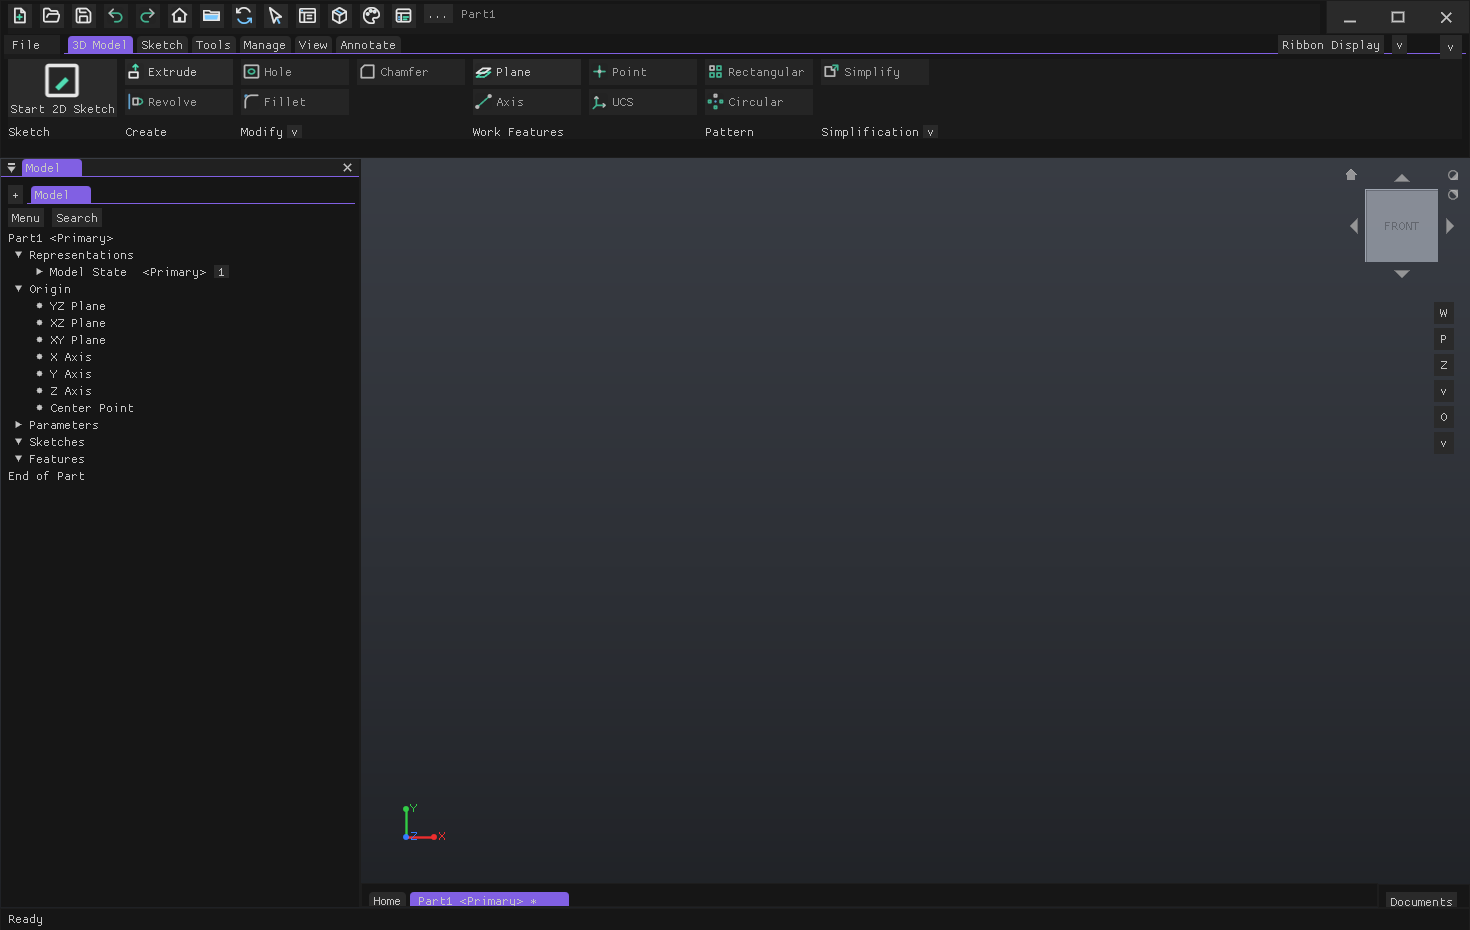 ... Part1
File 3D Model Sketch Tools Manage View Annotate Ribbon Display v v
Extrude Hole Chamfer Plane Point Rectangular Simplify
Start 2D Sketch Revolve Fillet Axis UCS Circular
Sketch Create Modify v Work Features Pattern Simplification v
Model
+ Model
Menu Search
Part1 <Primary>
Representations
Model State <Primary> 1
Origin
YZ Plane
XZ Plane
XY Plane
X Axis
Y Axis
Z Axis
Center Point
Parameters
Sketches
Features
End of Part
FRONT
W
P
Z
v
O
v
Y
Z X
Home Part1 <Primary> * Documents
Ready